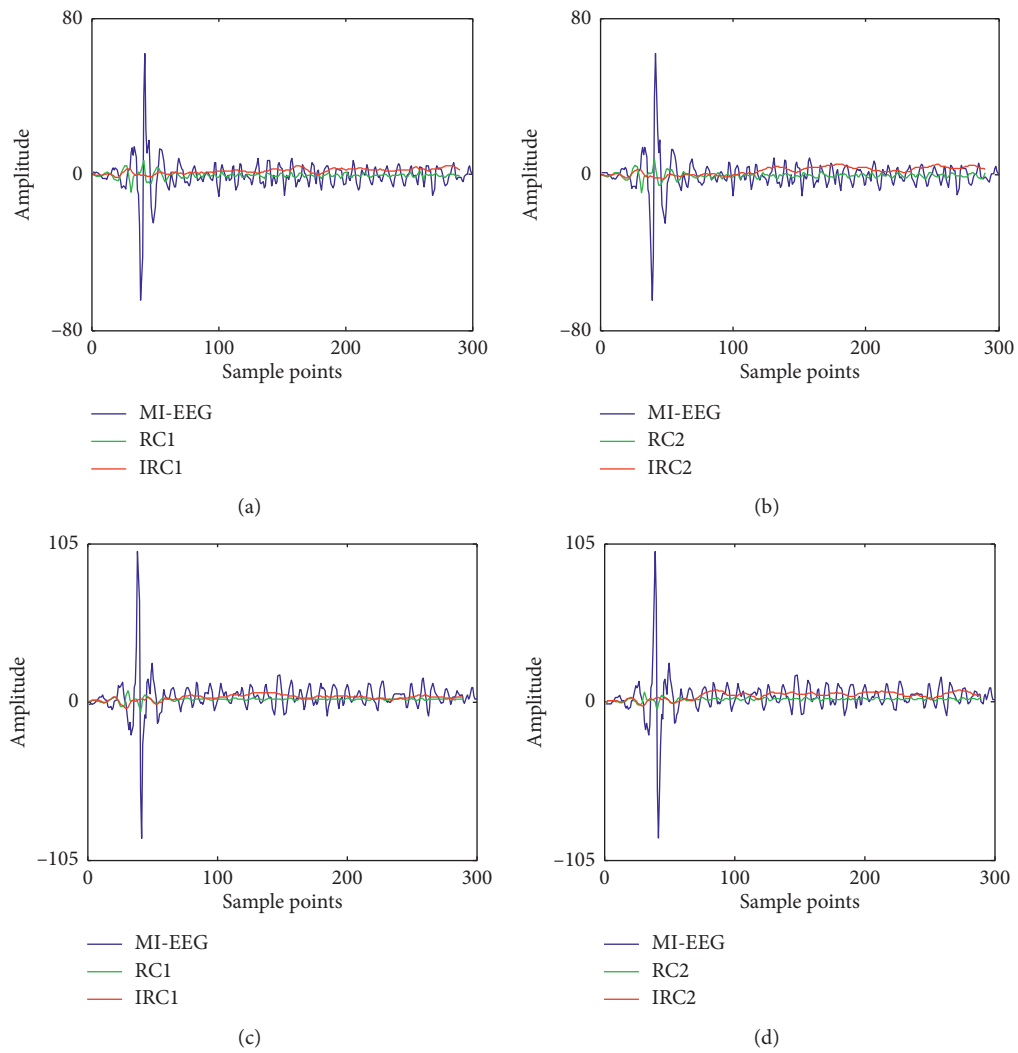 80
Amplitude
0
−80
0 100 200 300
Sample points
MI-EEG
RC1
IRC1
(a)
80
Amplitude
0
−80
0 100 200 300
Sample points
MI-EEG
RC2
IRC2
(b)
105
Amplitude
0
−105
0 100 200 300
Sample points
MI-EEG
RC1
IRC1
(c)
105
Amplitude
0
−105
0 100 200 300
Sample points
MI-EEG
RC2
IRC2
(d)